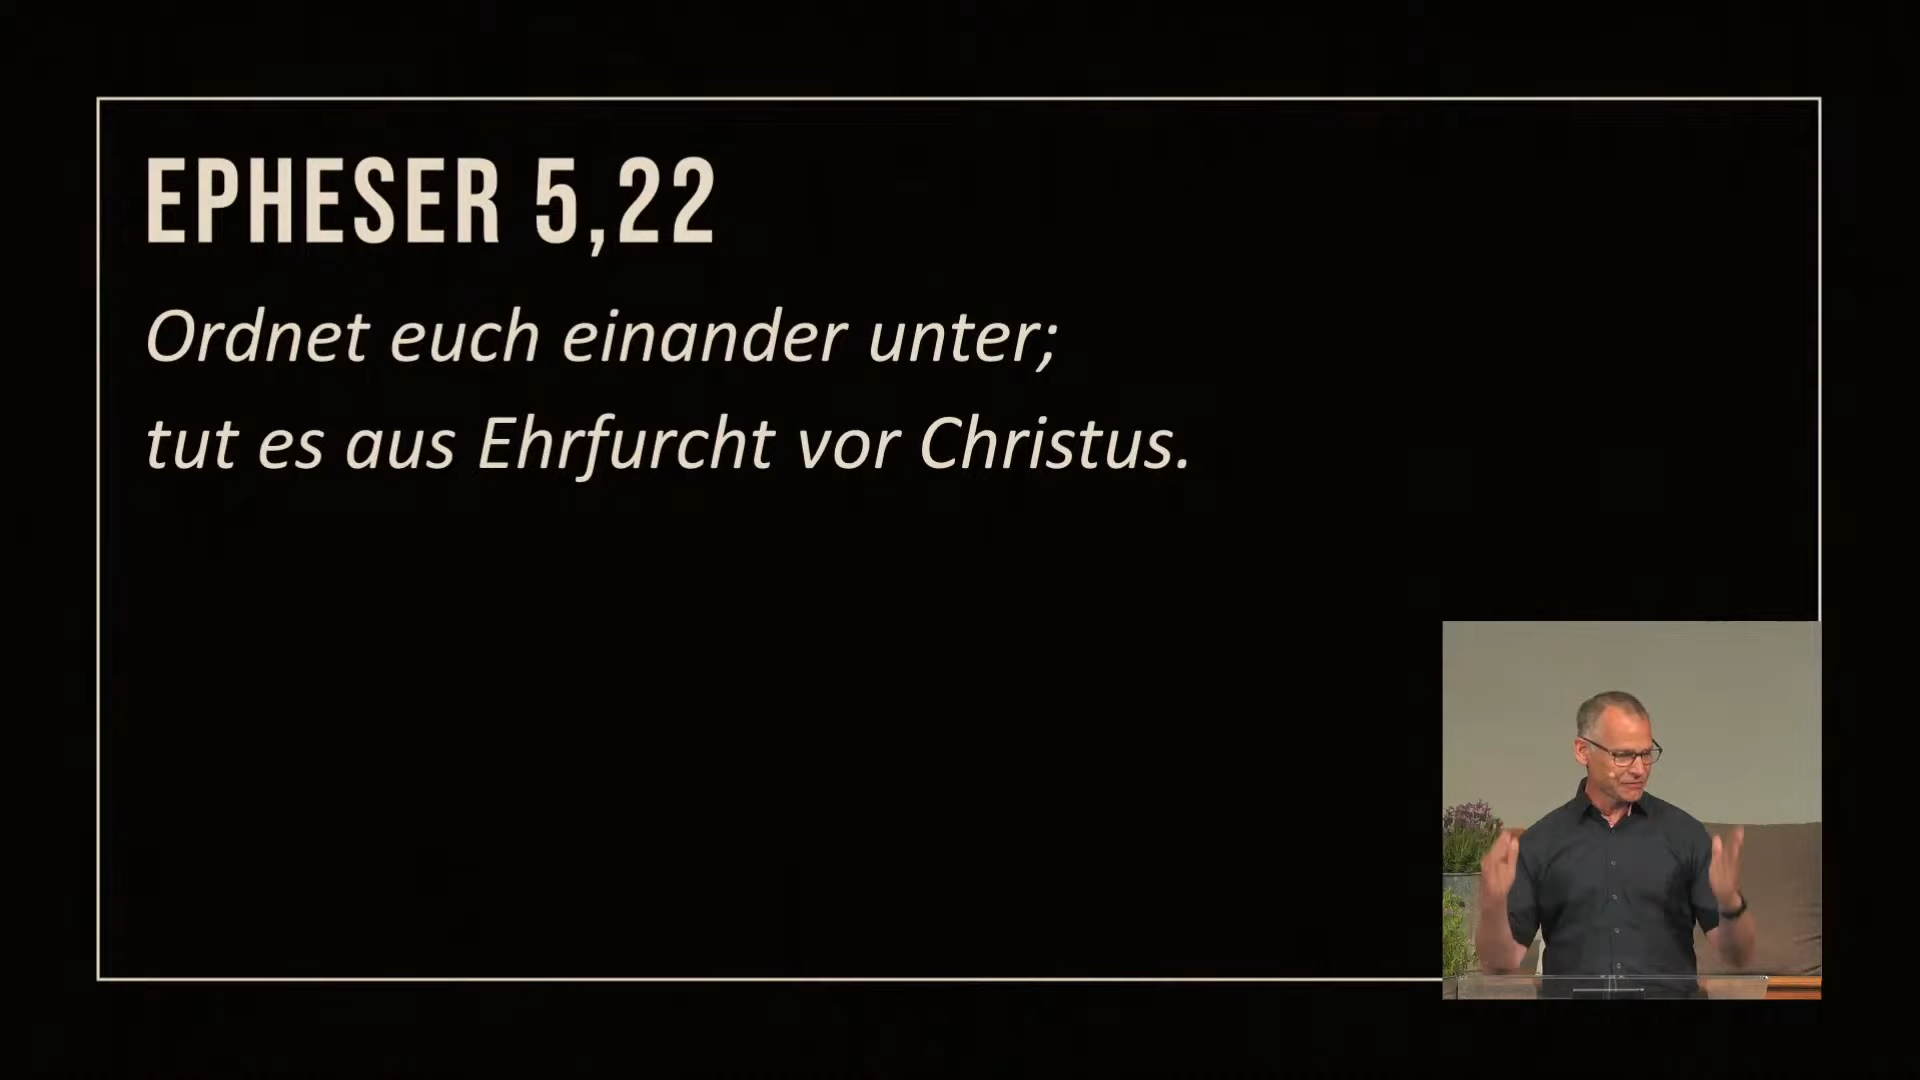 EPHESER 5,22
Ordnet euch einander unter;
tut es aus Ehrfurcht vor Christus.